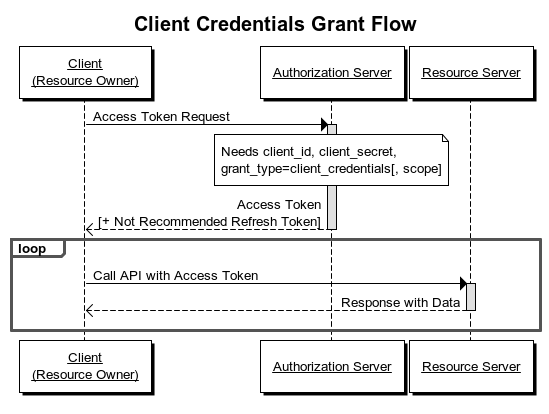 Client Credentials Grant Flow
Client
(Resource Owner)
Authorization Server
Resource Server
Access Token Request
Needs client_id, client_secret,
grant_type=client_credentials[, scope]
Access Token
[+ Not Recommended Refresh Token]
loop
Call API with Access Token
Response with Data
Client
(Resource Owner)
Authorization Server
Resource Server